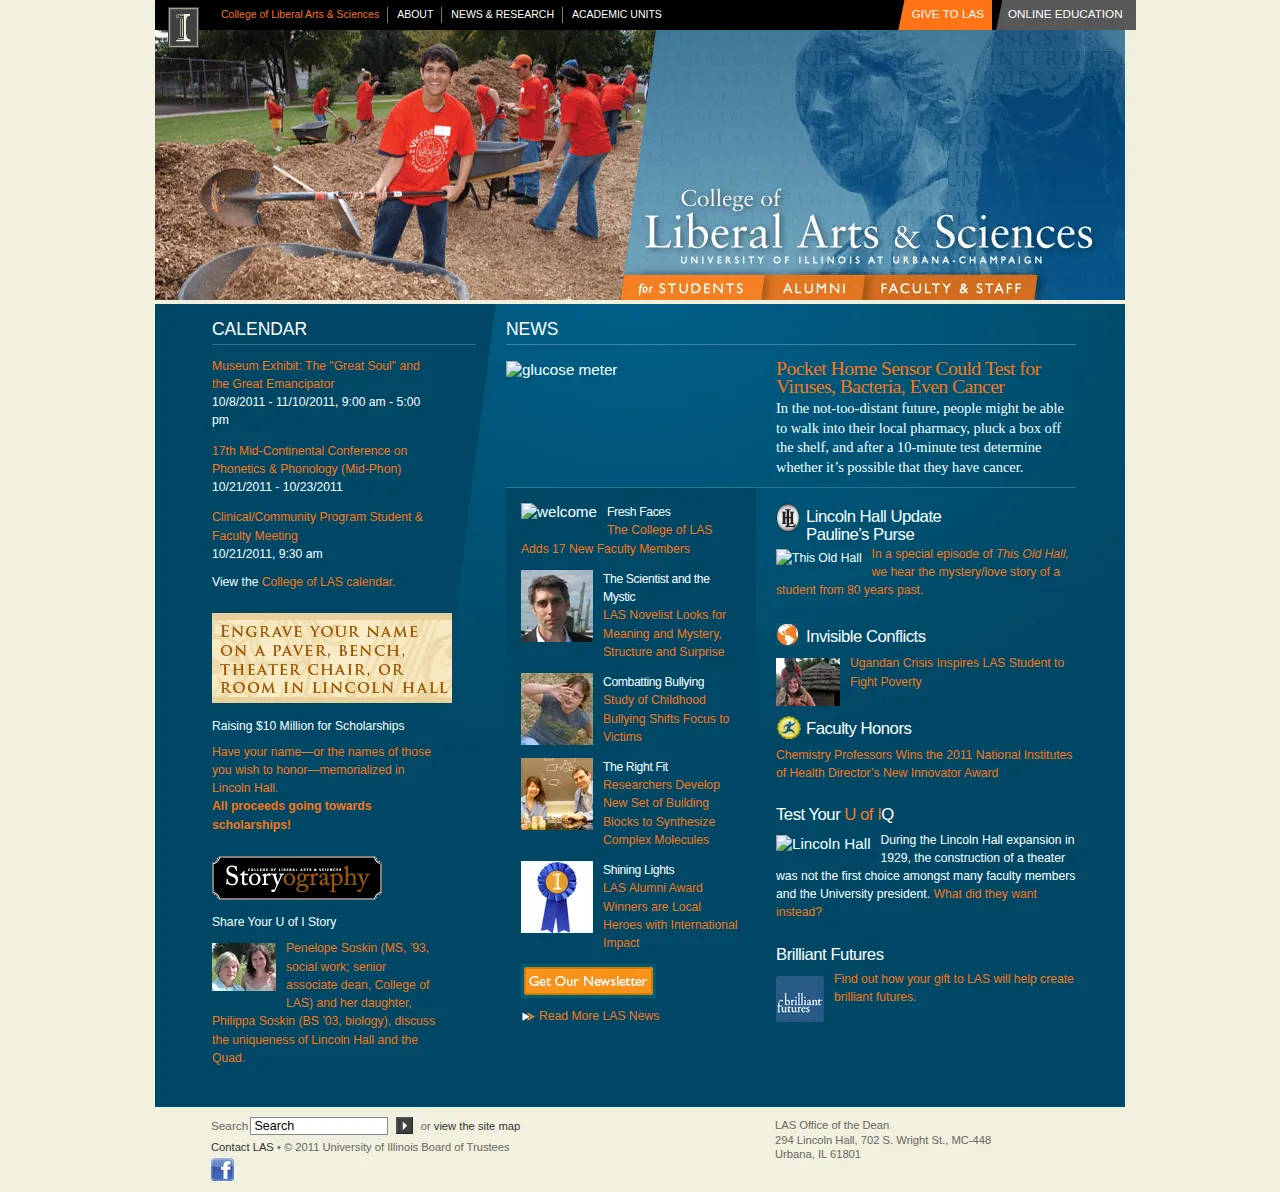 College of Liberal Arts & Sciences
ABOUT
NEWS & RESEARCH
ACADEMIC UNITS
GIVE TO LAS
ONLINE EDUCATION
College of
Liberal Arts & Sciences
UNIVERSITY OF ILLINOIS AT URBANA-CHAMPAIGN
for STUDENTS
ALUMNI
FACULTY & STAFF
CALENDAR
Museum Exhibit: The "Great Soul" and
the Great Emancipator
10/8/2011 - 11/10/2011, 9:00 am - 5:00
pm
17th Mid-Continental Conference on
Phonetics & Phonology (Mid-Phon)
10/21/2011 - 10/23/2011
Clinical/Community Program Student &
Faculty Meeting
10/21/2011, 9:30 am
View the College of LAS calendar.
ENGRAVE YOUR NAME
ON A PAVER, BENCH,
THEATER CHAIR, OR
ROOM IN LINCOLN HALL
Raising $10 Million for Scholarships
Have your name—or the names of those
you wish to honor—memorialized in
Lincoln Hall.
All proceeds going towards
scholarships!
COLLEGE OF LIBERAL ARTS & SCIENCES
Storyography
Share Your U of I Story
Penelope Soskin (MS, '93,
social work; senior
associate dean, College of
LAS) and her daughter,
Philippa Soskin (BS '03, biology), discuss
the uniqueness of Lincoln Hall and the
Quad.
NEWS
glucose meter
Pocket Home Sensor Could Test for
Viruses, Bacteria, Even Cancer
In the not-too-distant future, people might be able
to walk into their local pharmacy, pluck a box off
the shelf, and after a 10-minute test determine
whether it's possible that they have cancer.
welcome
Fresh Faces
The College of LAS
Adds 17 New Faculty Members
The Scientist and the
Mystic
LAS Novelist Looks for
Meaning and Mystery,
Structure and Surprise
Combatting Bullying
Study of Childhood
Bullying Shifts Focus to
Victims
The Right Fit
Researchers Develop
New Set of Building
Blocks to Synthesize
Complex Molecules
Shining Lights
LAS Alumni Award
Winners are Local
Heroes with International
Impact
Get Our Newsletter
Read More LAS News
Lincoln Hall Update
Pauline's Purse
This Old Hall
In a special episode of This Old Hall,
we hear the mystery/love story of a
student from 80 years past.
Invisible Conflicts
Ugandan Crisis Inspires LAS Student to
Fight Poverty
Faculty Honors
Chemistry Professors Wins the 2011 National Institutes
of Health Director's New Innovator Award
Test Your U of IQ
Lincoln Hall
During the Lincoln Hall expansion in
1929, the construction of a theater
was not the first choice amongst many faculty members
and the University president. What did they want
instead?
Brilliant Futures
brilliant
futures
Find out how your gift to LAS will help create
brilliant futures.
Search
Search
or view the site map
Contact LAS • © 2011 University of Illinois Board of Trustees
LAS Office of the Dean
294 Lincoln Hall, 702 S. Wright St., MC-448
Urbana, IL 61801